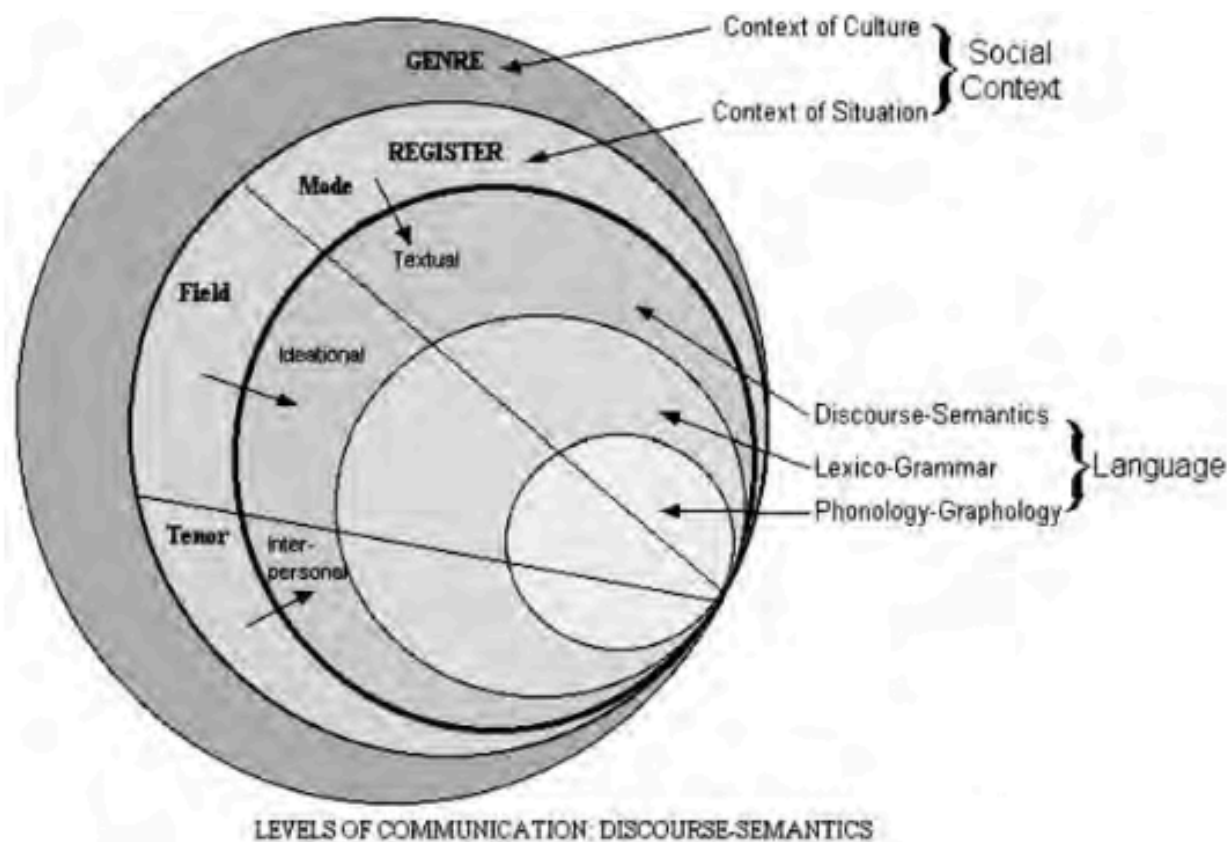 Context of Culture
GENRE
Social
Context
Context of Situation
REGISTER
Mode
Textual
Field
Ideational
Discourse-Semantics
Lexico-Grammar
Language
Phonology-Graphology
Tenor
Inter-
personal
LEVELS OF COMMUNICATION: DISCOURSE-SEMANTICS